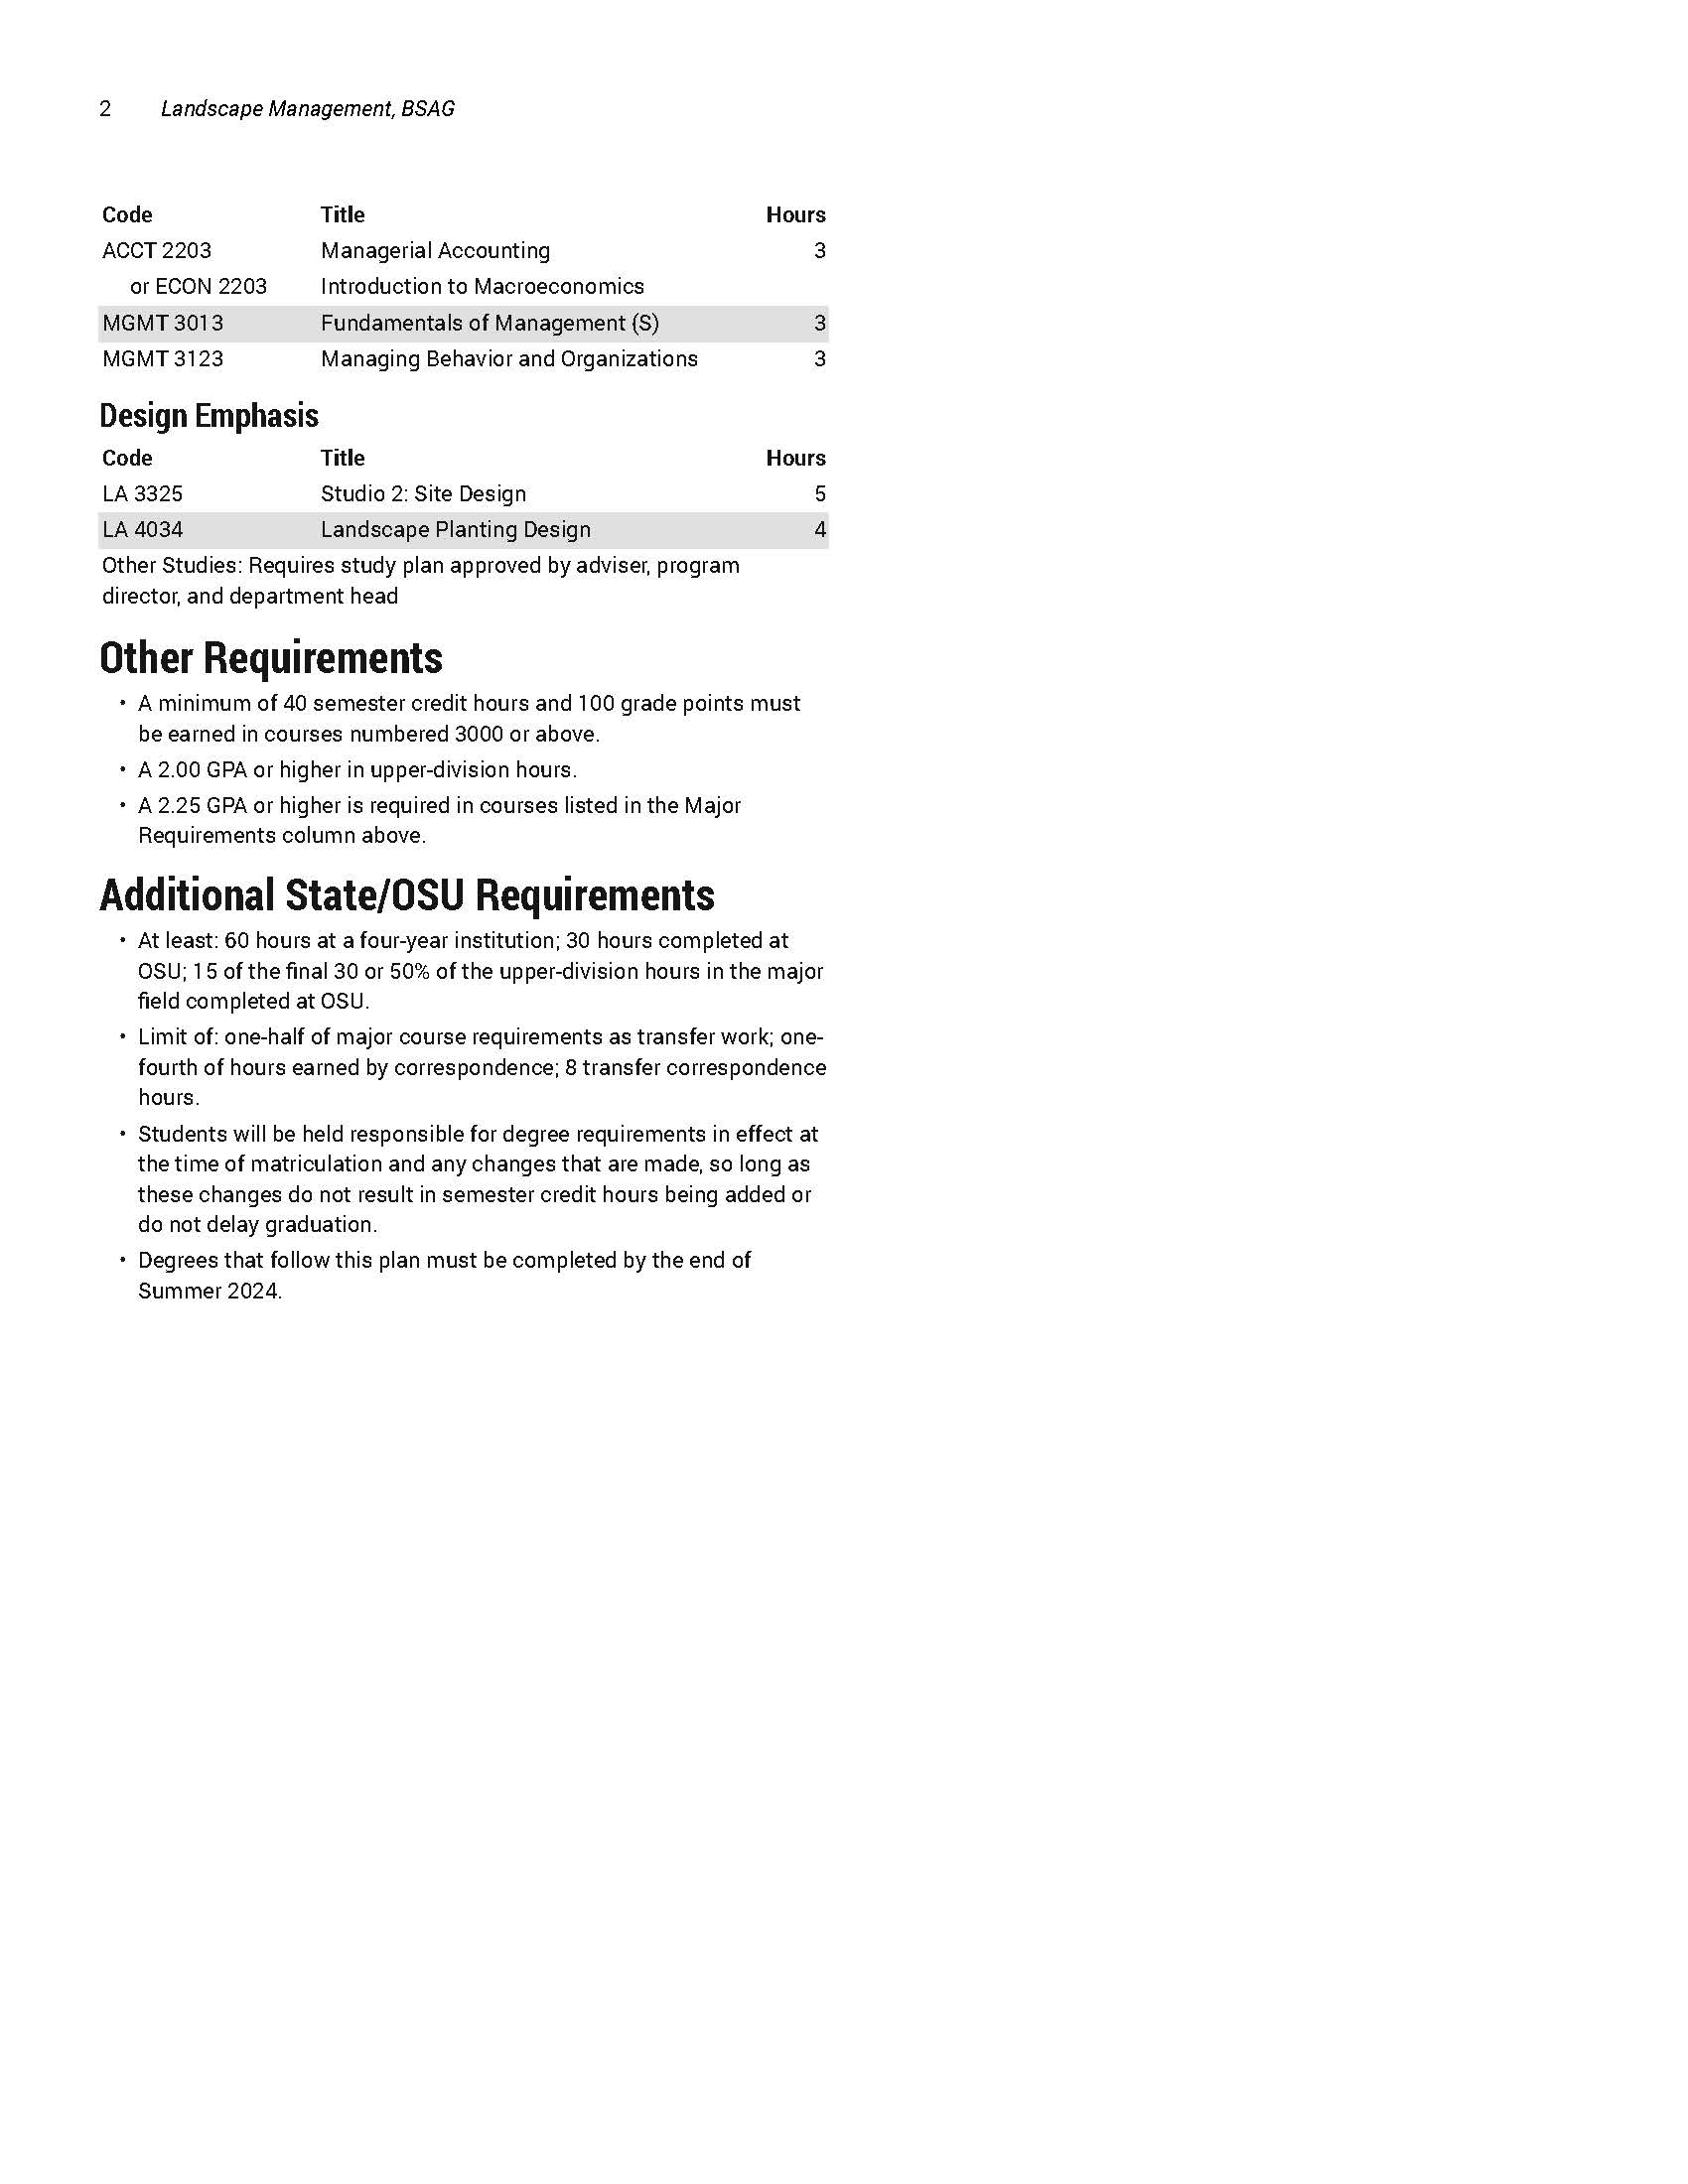 2 Landscape Management, BSAG
Code Title Hours
ACCT 2203 Managerial Accounting 3
or ECON 2203 Introduction to Macroeconomics
MGMT 3013 Fundamentals of Management (S) 3
MGMT 3123 Managing Behavior and Organizations 3
Design Emphasis
Code Title Hours
LA 3325 Studio 2: Site Design 5
LA 4034 Landscape Planting Design 4
Other Studies: Requires study plan approved by adviser, program
director, and department head
Other Requirements
• A minimum of 40 semester credit hours and 100 grade points must
be earned in courses numbered 3000 or above.
• A 2.00 GPA or higher in upper-division hours.
• A 2.25 GPA or higher is required in courses listed in the Major
Requirements column above.
Additional State/OSU Requirements
• At least: 60 hours at a four-year institution; 30 hours completed at
OSU; 15 of the final 30 or 50% of the upper-division hours in the major
field completed at OSU.
• Limit of: one-half of major course requirements as transfer work; one-
fourth of hours earned by correspondence; 8 transfer correspondence
hours.
• Students will be held responsible for degree requirements in effect at
the time of matriculation and any changes that are made, so long as
these changes do not result in semester credit hours being added or
do not delay graduation.
• Degrees that follow this plan must be completed by the end of
Summer 2024.